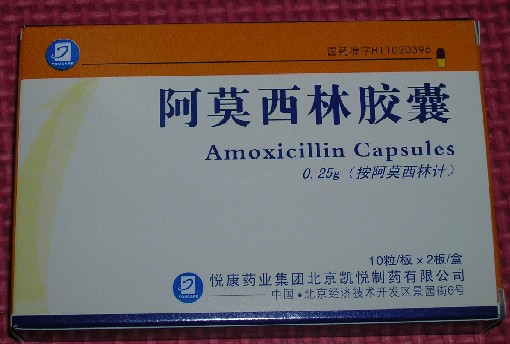 国药准字H11020396
YOUCARE
阿莫西林胶囊
Amoxicillin Capsules
0.25g（按阿莫西林计）
10粒/板×2板/盒
悦康药业集团北京凯悦制药有限公司
YOUCARE
中国·北京经济技术开发区景园街6号